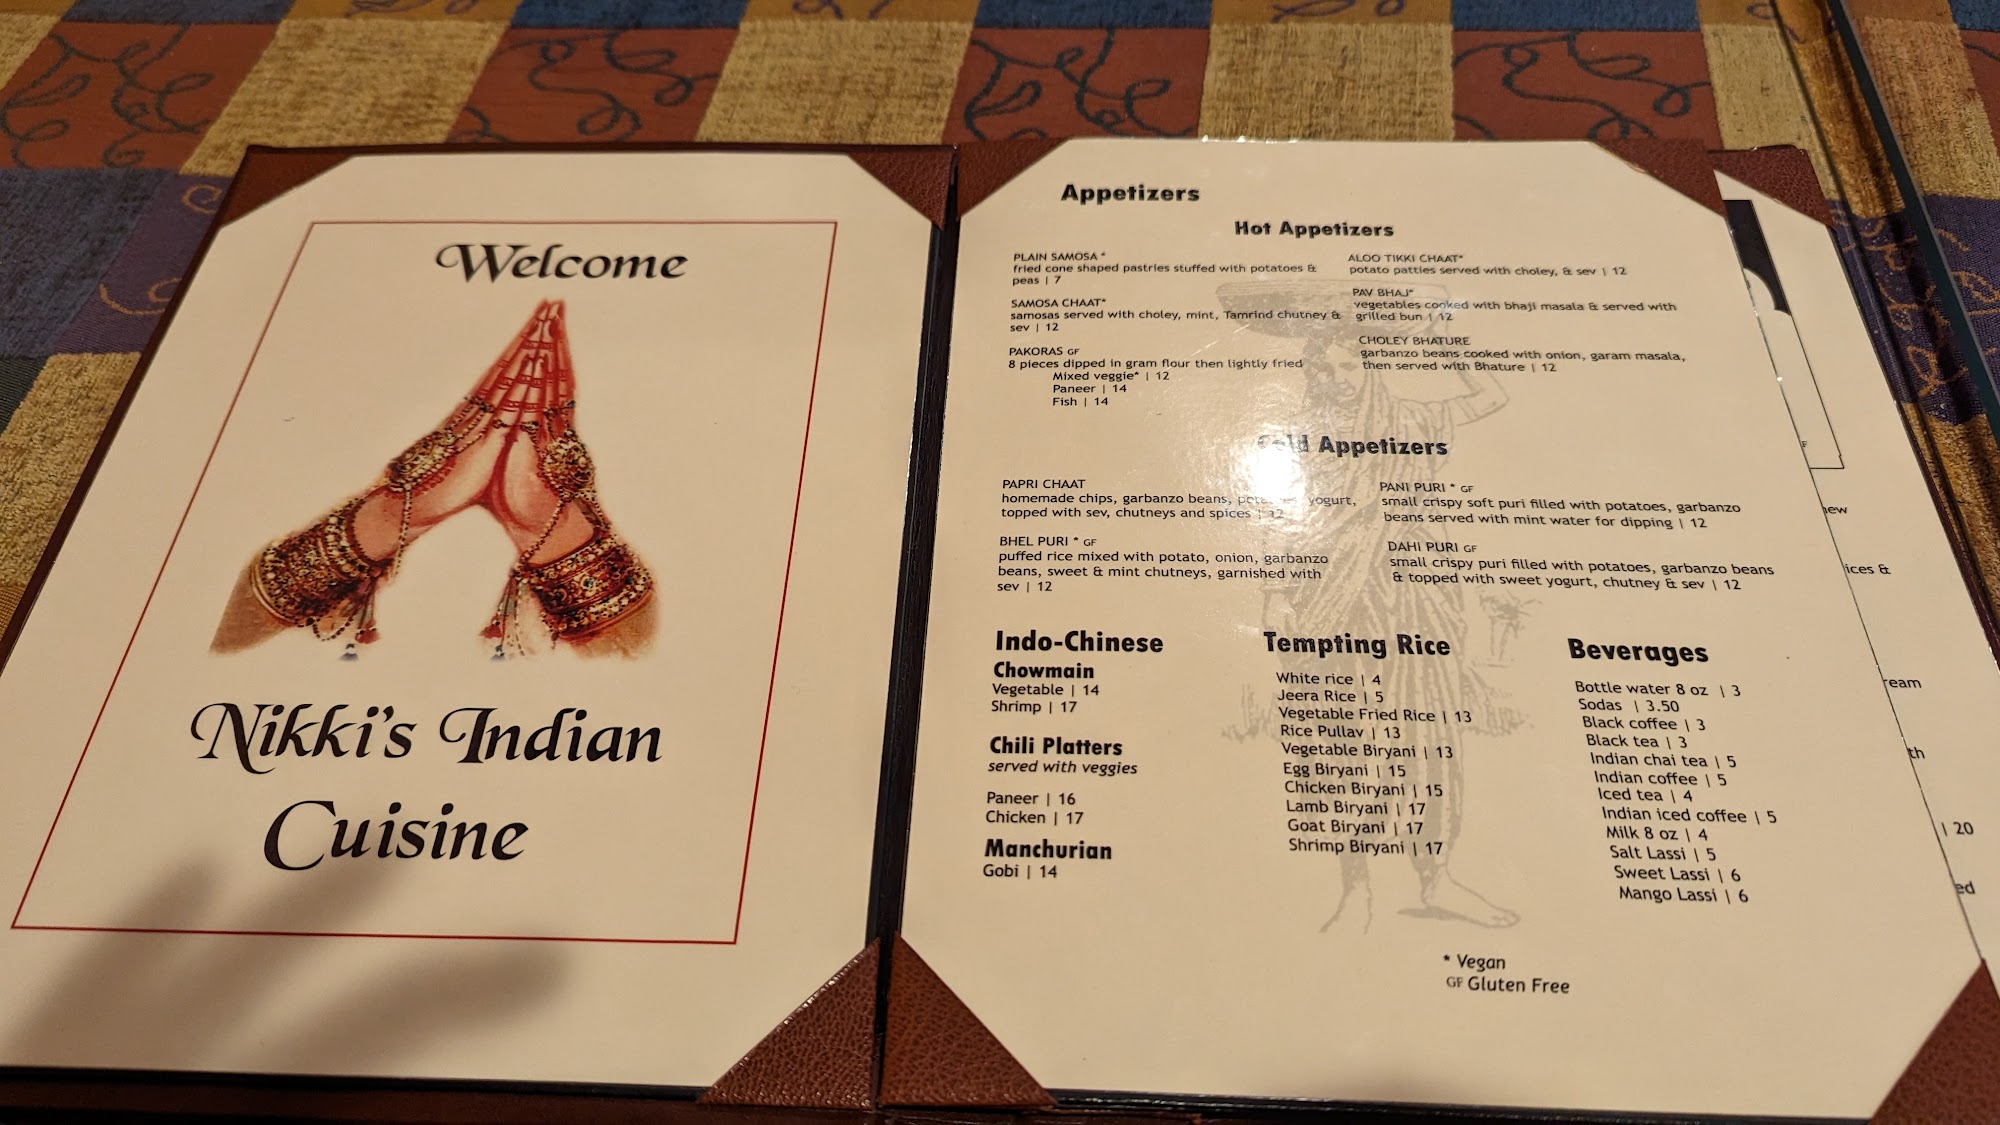 Welcome
Nikki's Indian
Cuisine
Appetizers
Hot Appetizers
PLAIN SAMOSA *
fried cone shaped pastries stuffed with potatoes &
peas | 7
SAMOSA CHAAT*
samosas served with choley, mint, Tamrind chutney &
sev | 12
PAKORAS GF
8 pieces dipped in gram flour then lightly fried
Mixed veggie* | 12
Paneer | 14
Fish | 14
ALOO TIKKI CHAAT*
potato patties served with choley, & sev | 12
PAV BHAJ*
vegetables cooked with bhaji masala & served with
grilled bun | 12
CHOLEY BHATURE
garbanzo beans cooked with onion, garam masala,
then served with Bhature | 12
Cold Appetizers
PAPRI CHAAT
homemade chips, garbanzo beans, potatoes, yogurt,
topped with sev, chutneys and spices | 12
BHEL PURI * GF
puffed rice mixed with potato, onion, garbanzo
beans, sweet & mint chutneys, garnished with
sev | 12
PANI PURI * GF
small crispy soft puri filled with potatoes, garbanzo
beans served with mint water for dipping | 12
DAHI PURI GF
small crispy puri filled with potatoes, garbanzo beans
& topped with sweet yogurt, chutney & sev | 12
Indo-Chinese
Chowmain
Vegetable | 14
Shrimp | 17
Chili Platters
served with veggies
Paneer | 16
Chicken | 17
Manchurian
Gobi | 14
Tempting Rice
White rice | 4
Jeera Rice | 5
Vegetable Fried Rice | 13
Rice Pullav | 13
Vegetable Biryani | 13
Egg Biryani | 15
Chicken Biryani | 15
Lamb Biryani | 17
Goat Biryani | 17
Shrimp Biryani | 17
Beverages
Bottle water 8 oz | 3
Sodas | 3.50
Black coffee | 3
Black tea | 3
Indian chai tea | 5
Indian coffee | 5
Iced tea | 4
Indian iced coffee | 5
Milk 8 oz | 4
Salt Lassi | 5
Sweet Lassi | 6
Mango Lassi | 6
* Vegan
GF Gluten Free
ices &
ream
th
| 20
ed